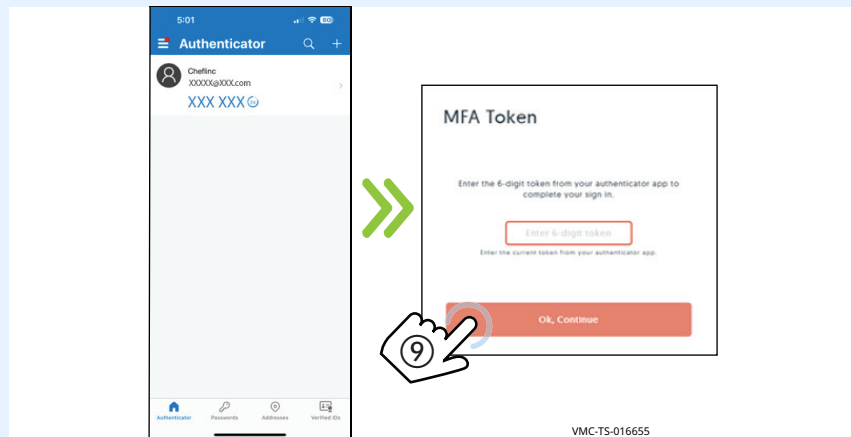 5:01
80
Authenticator
Cheflinc
XXXXX@XXX.com
XXX XXX
Authenticator Passwords Addresses Verified IDs
MFA Token
Enter the 6-digit token from your authenticator app to
complete your sign in.
Enter 6-digit token
Enter the current token from your authenticator app.
Ok, Continue
9
VMC-TS-016655